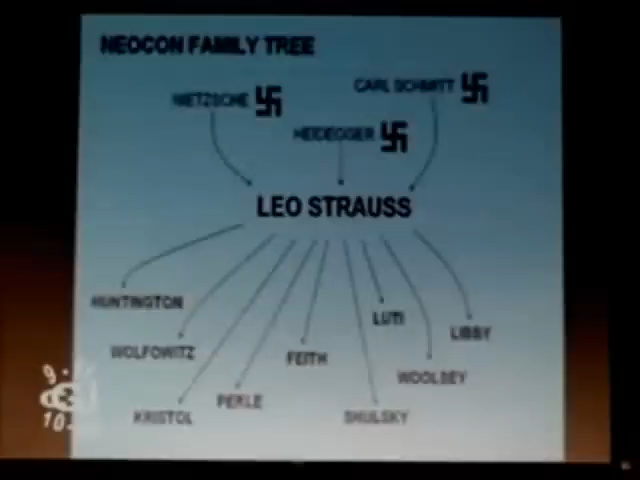 NEOCON FAMILY TREE
CARL SCHMITT
NIETZSCHE
HEIDEGGER
LEO STRAUSS
HUNTINGTON
LUTI
LIBBY
WOLFOWITZ
FEITH
WOOLSEY
PERLE
KRISTOL
SHULSKY